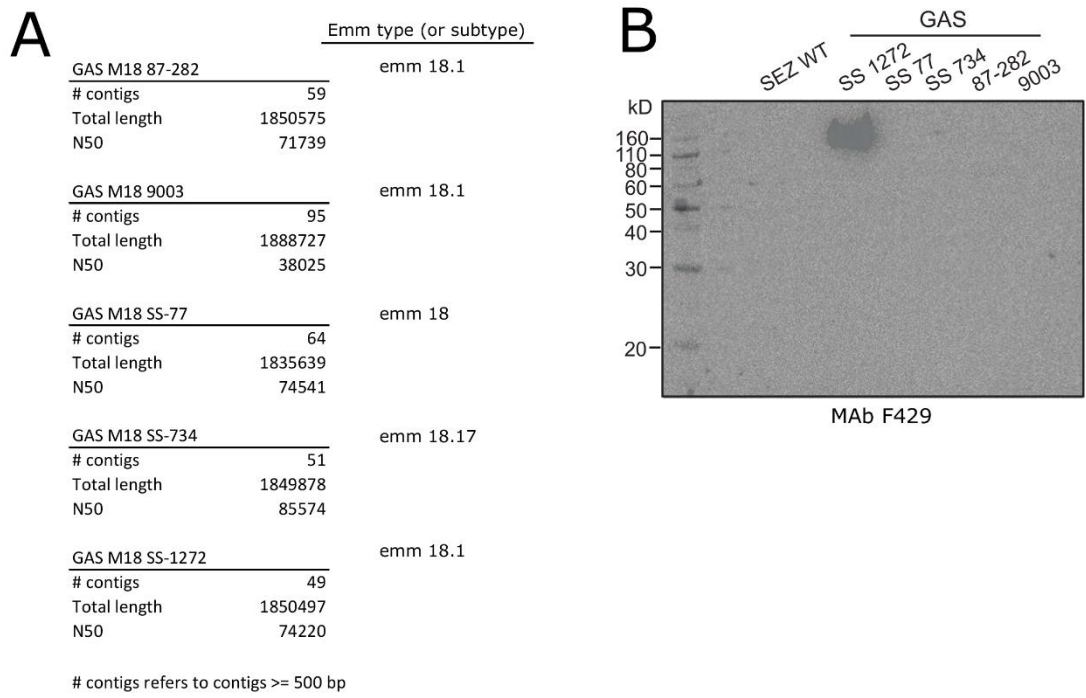 A
Emm type (or subtype)
GAS M18 87-282 emm 18.1
# contigs 59
Total length 1850575
N50 71739
GAS M18 9003 emm 18.1
# contigs 95
Total length 1888727
N50 38025
GAS M18 SS-77 emm 18
# contigs 64
Total length 1835639
N50 74541
GAS M18 SS-734 emm 18.17
# contigs 51
Total length 1849878
N50 85574
GAS M18 SS-1272 emm 18.1
# contigs 49
Total length 1850497
N50 74220
# contigs refers to contigs >= 500 bp
B
GAS
SEZ WT SS 1272 SS 77 SS 734 87-282 9003
kD
160
110
80
60
50
40
30
20
MAb F429